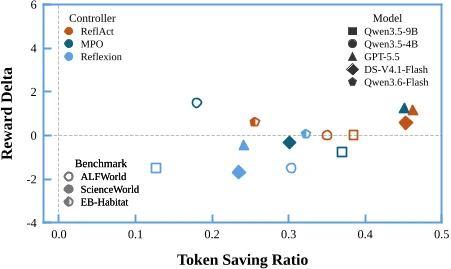 6
4
2
0
-2
-4
Reward Delta
Controller
ReflAct
MPO
Reflexion
Model
Qwen3.5-9B
Qwen3.5-4B
GPT-5.5
DS-V4.1-Flash
Qwen3.6-Flash
Benchmark
ALFWorld
ScienceWorld
EB-Habitat
0.0
0.1
0.2
0.3
0.4
0.5
Token Saving Ratio